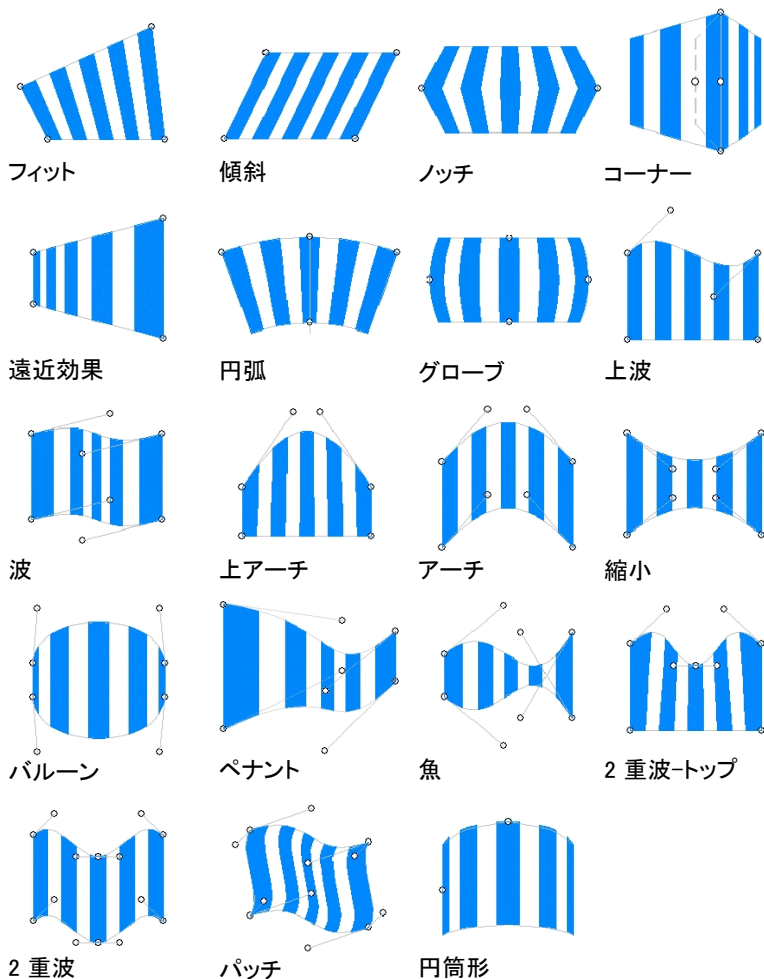 フィット
傾斜
ノッチ
コーナー
遠近効果
円弧
グローブ
上波
波
上アーチ
アーチ
縮小
バルーン
ペナント
魚
2 重波-トップ
2 重波
パッチ
円筒形